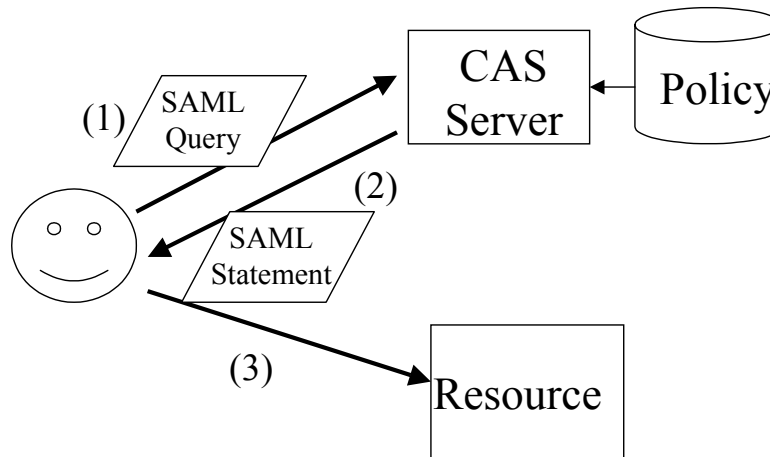 (1)
SAML
Query
CAS
Server
Policy
(2)
SAML
Statement
(3)
Resource